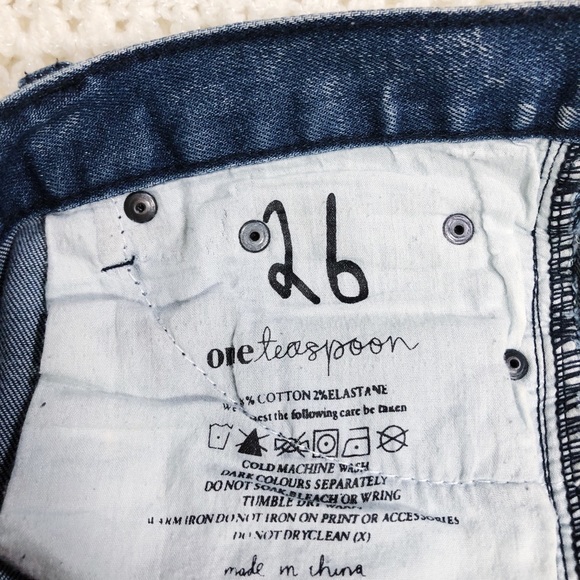 26
one teaspoon
% COTTON 2% ELASTANE
the following care be taken
COLD MACHINE WASH
DARK COLOURS SEPARATELY
DO NOT SOAK, BLEACH OR WRING
TUMBLE DRY WARM
WARM IRON DO NOT IRON ON PRINT OR ACCESSORIES
DO NOT DRYCLEAN (X)
made in china